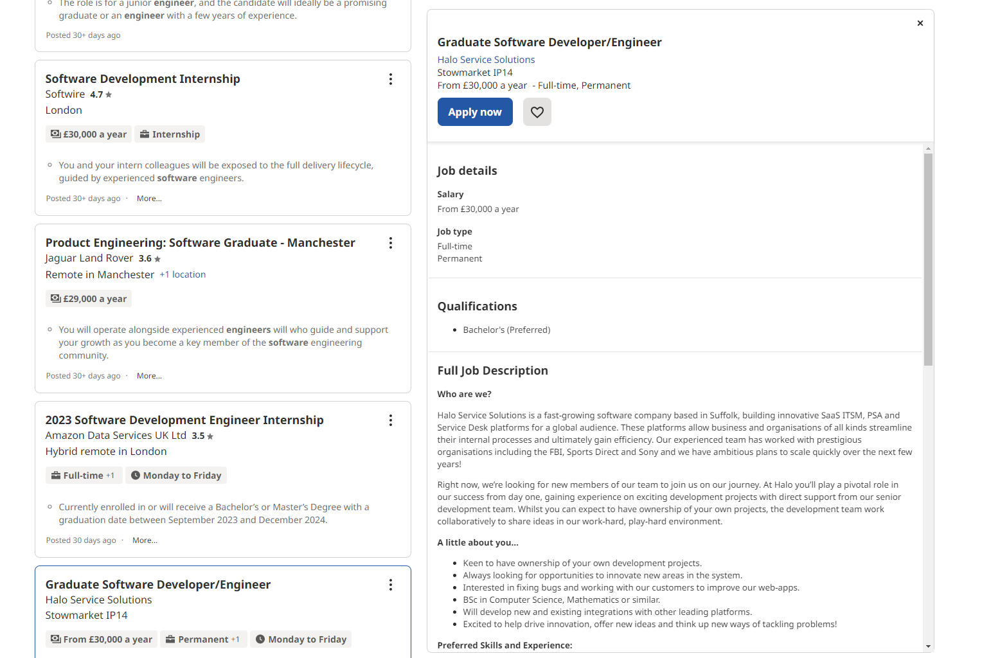 The role is for a junior engineer, and the candidate will ideally be a promising
graduate or an engineer with a few years of experience.
Posted 30+ days ago
Software Development Internship
Softwire 4.7
London
£30,000 a year Internship
You and your intern colleagues will be exposed to the full delivery lifecycle,
guided by experienced software engineers.
Posted 30+ days ago · More...
Product Engineering: Software Graduate - Manchester
Jaguar Land Rover 3.6
Remote in Manchester +1 location
£29,000 a year
You will operate alongside experienced engineers will who guide and support
your growth as you become a key member of the software engineering
community.
Posted 30+ days ago · More...
2023 Software Development Engineer Internship
Amazon Data Services UK Ltd 3.5
Hybrid remote in London
Full-time +1 Monday to Friday
Currently enrolled in or will receive a Bachelor’s or Master’s Degree with a
graduation date between September 2023 and December 2024.
Posted 30 days ago · More...
Graduate Software Developer/Engineer
Halo Service Solutions
Stowmarket IP14
From £30,000 a year Permanent +1 Monday to Friday
Graduate Software Developer/Engineer
Halo Service Solutions
Stowmarket IP14
From £30,000 a year - Full-time, Permanent
Apply now
Job details
Salary
From £30,000 a year
Job type
Full-time
Permanent
Qualifications
Bachelor's (Preferred)
Full Job Description
Who are we?
Halo Service Solutions is a fast-growing software company based in Suffolk, building innovative SaaS ITSM, PSA and
Service Desk platforms for a global audience. These platforms allow business and organisations of all kinds streamline
their internal processes and ultimately gain efficiency. Our experienced team has worked with prestigious
organisations including the FBI, Sports Direct and Sony and we have ambitious plans to scale quickly over the next few
years!
Right now, we’re looking for new members of our team to join us on our journey. At Halo you’ll play a pivotal role in
our success from day one, gaining experience on exciting development projects with direct support from our senior
development team. Whilst you can expect to have ownership of your own projects, the development team work
collaboratively to share ideas in our work-hard, play-hard environment.
A little about you...
Keen to have ownership of your own development projects.
Always looking for opportunities to innovate new areas in the system.
Interested in fixing bugs and working with our customers to improve our web-apps.
BSc in Computer Science, Mathematics or similar.
Will develop new and existing integrations with other leading platforms.
Excited to help drive innovation, offer new ideas and think up new ways of tackling problems!
Preferred Skills and Experience: